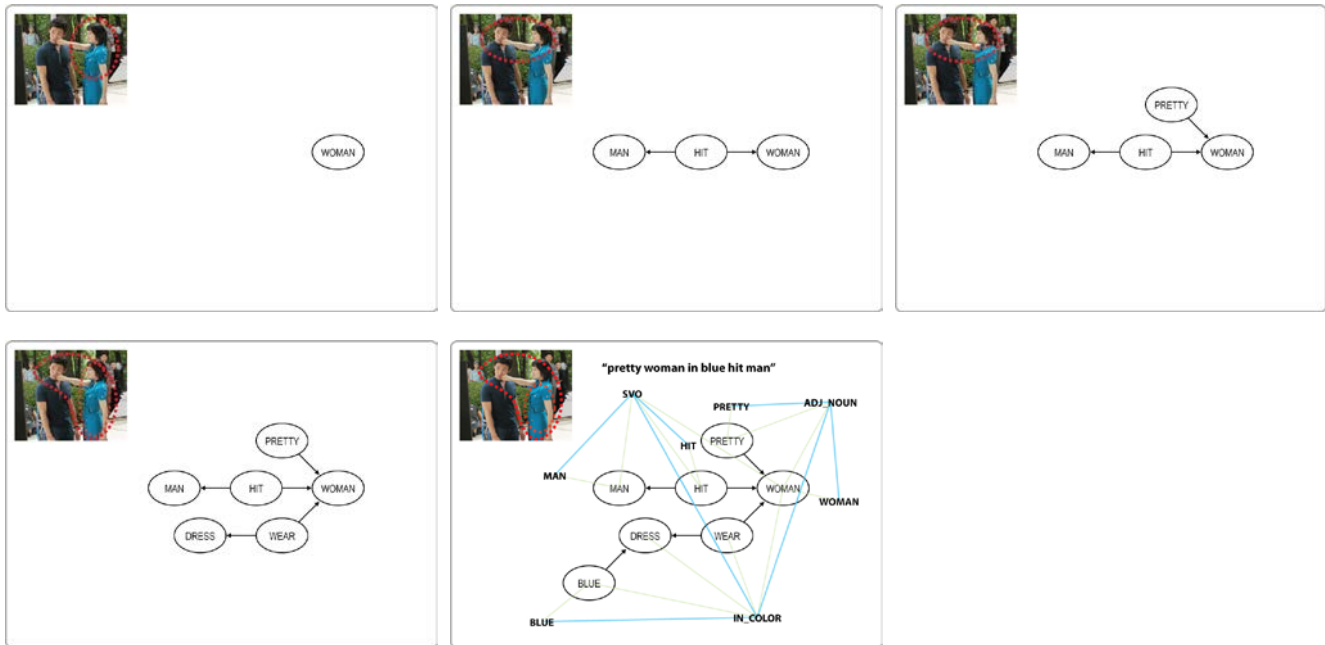 WOMAN
MAN HIT WOMAN
PRETTY
MAN HIT WOMAN
PRETTY
MAN HIT WOMAN
DRESS WEAR
"pretty woman in blue hit man"
SVO
PRETTY ADJ_NOUN
HIT PRETTY
MAN MAN HIT WOMAN
WOMAN
DRESS WEAR
BLUE
BLUE IN_COLOR